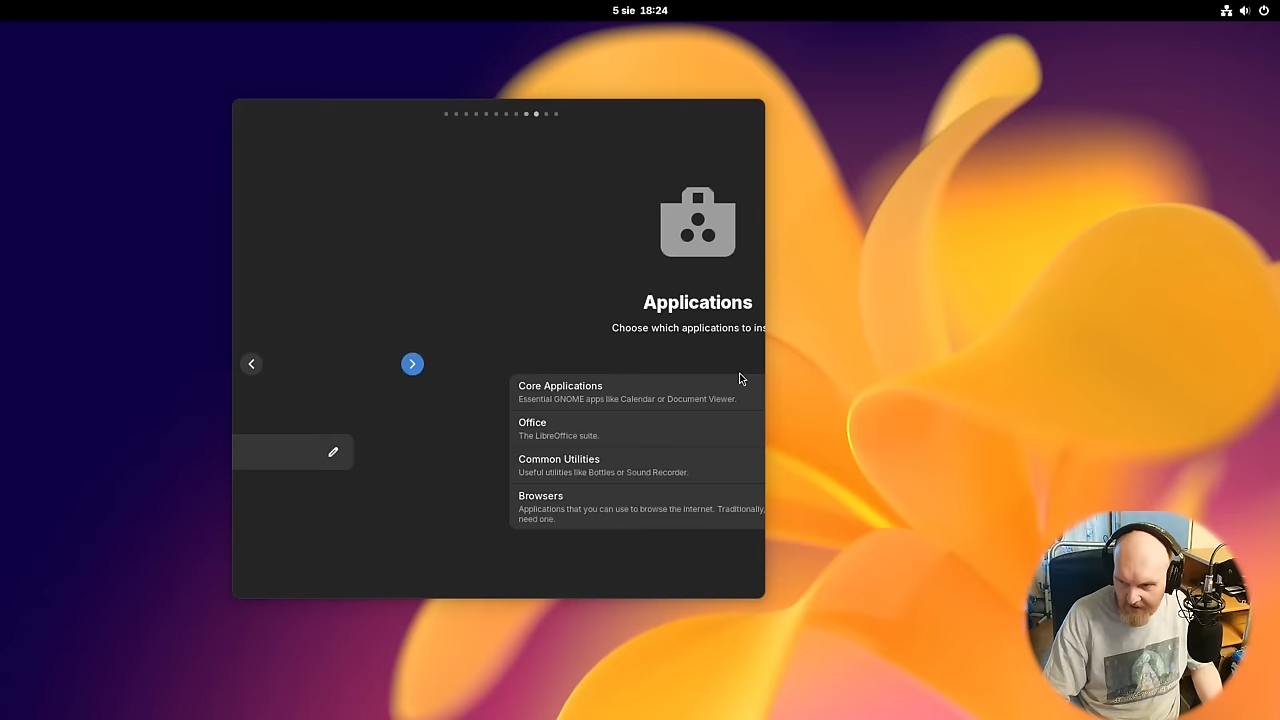 5 sie 18:24
Applications
Choose which applications to ins
Core Applications
Essential GNOME apps like Calendar or Document Viewer.
Office
The LibreOffice suite.
Common Utilities
Useful utilities like Bottles or Sound Recorder.
Browsers
Applications that you can use to browse the internet. Traditionally,
need one.